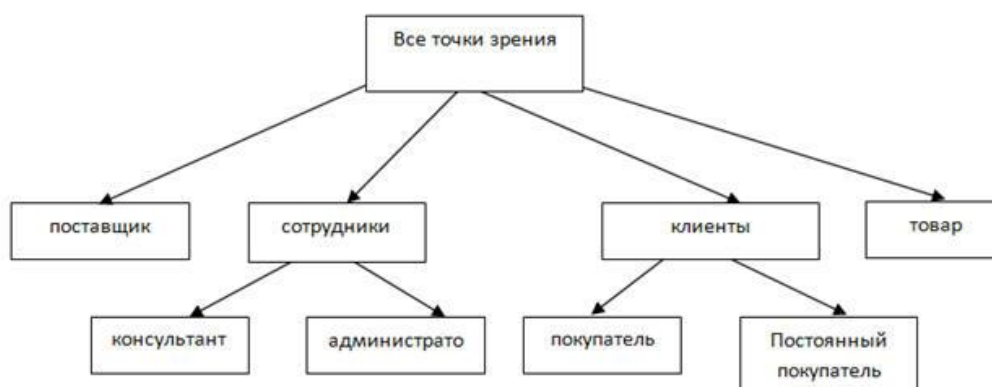 Все точки зрения
поставщик
сотрудники
клиенты
товар
консультант
администрато
покупатель
Постоянный
покупатель